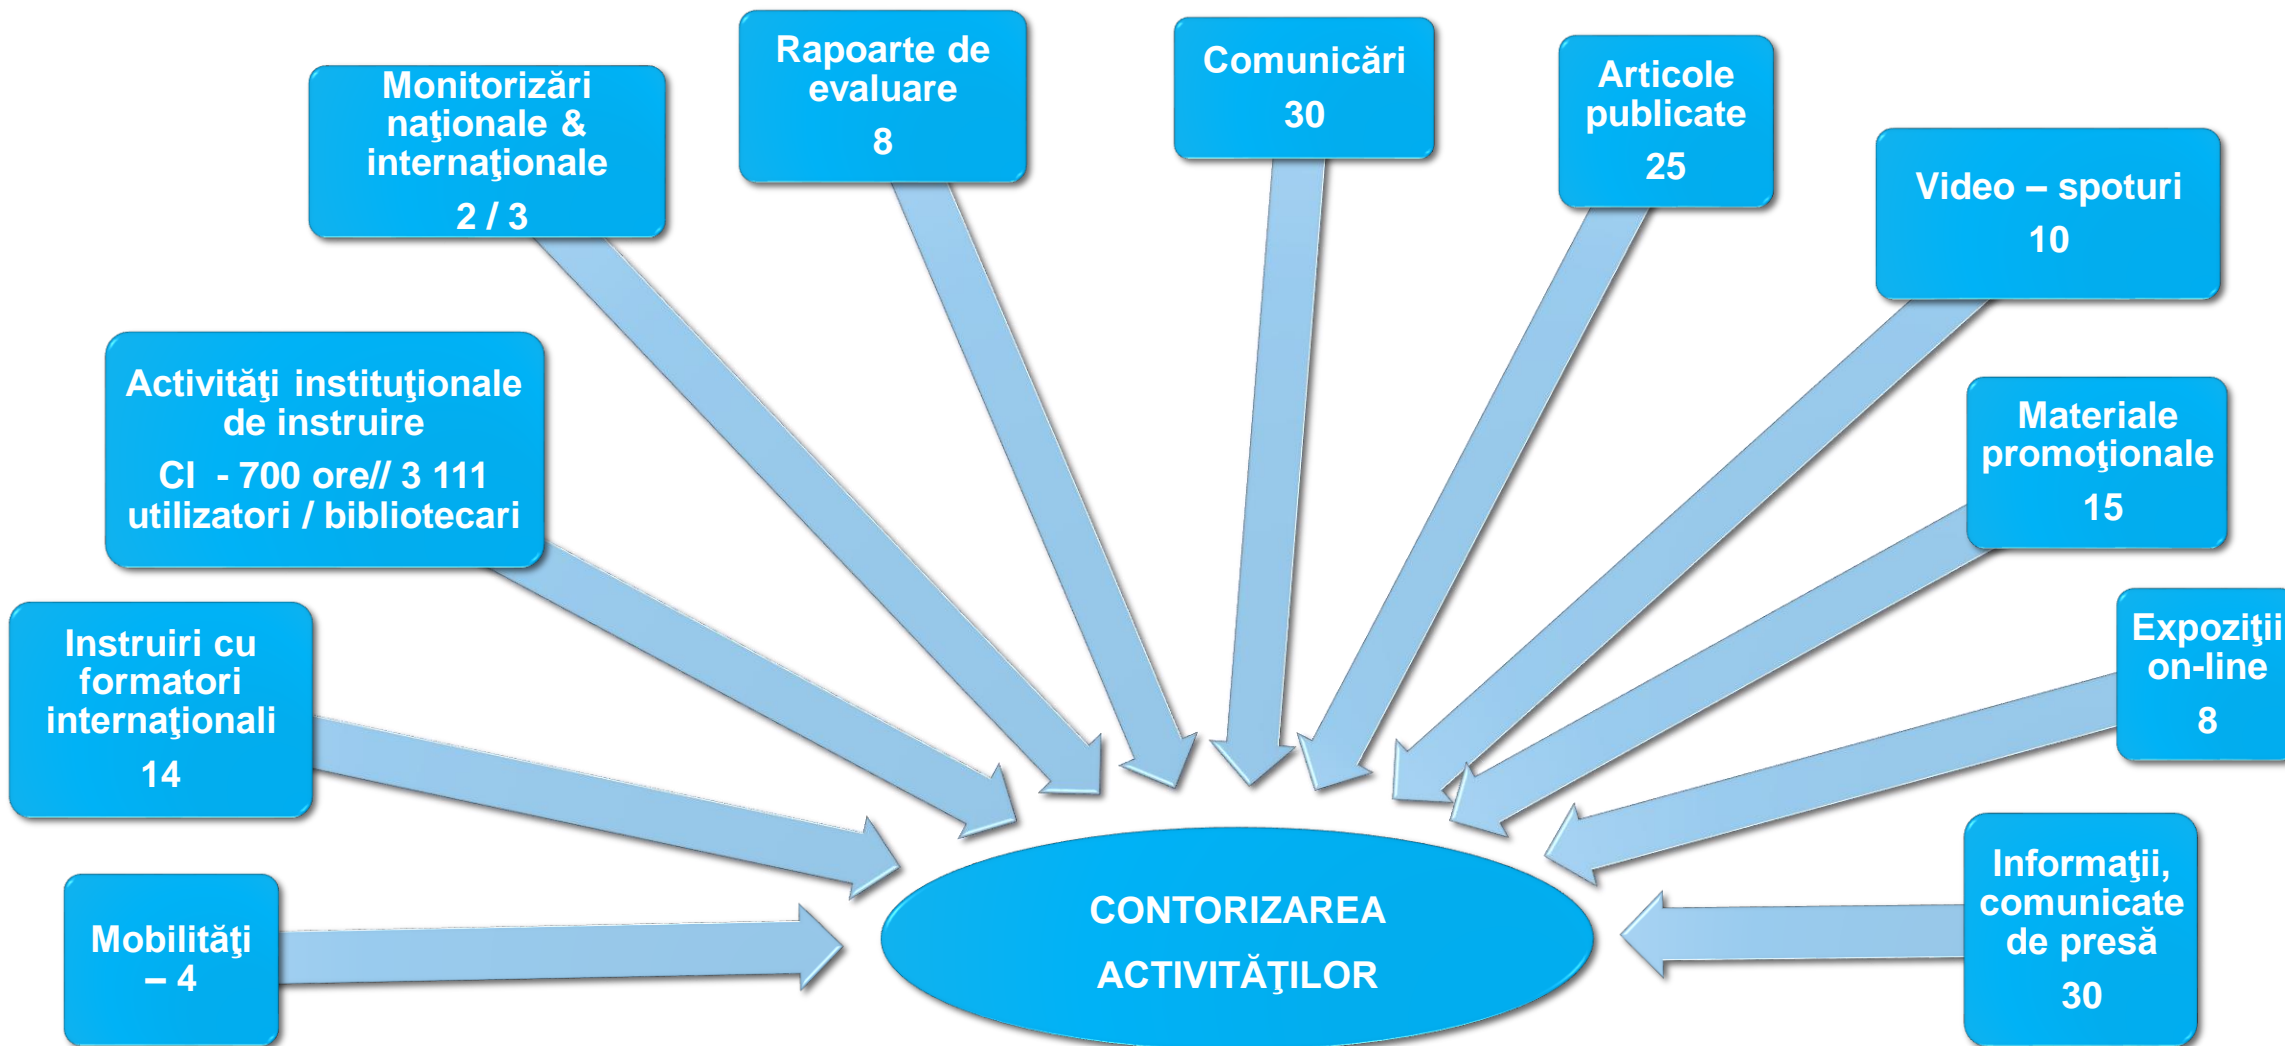 Rapoarte de
evaluare
8
Comunicări
30
Articole
publicate
25
Monitorizări
naţionale &
internaţionale
2 / 3
Video – spoturi
10
Activităţi instituţionale
de instruire
CI  - 700 ore// 3 111
utilizatori / bibliotecari
Materiale
promoţionale
15
Instruiri cu
formatori
internaţionali
14
Expoziţii
on-line
8
Mobilităţi
– 4
CONTORIZAREA
ACTIVITĂŢILOR
Informaţii,
comunicate
de presă
30